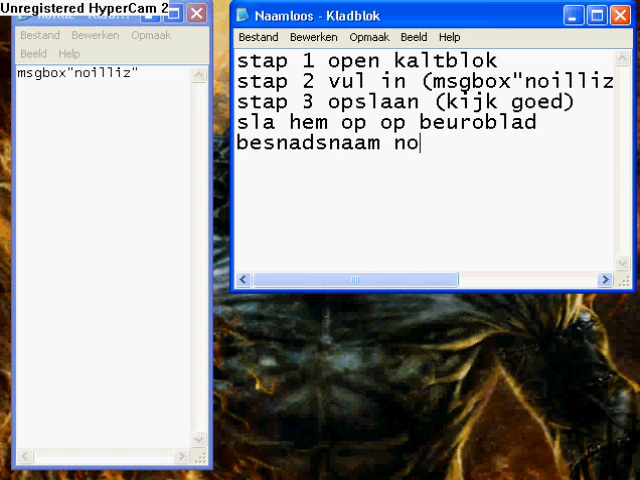 Unregistered HyperCam 2
Bestand Bewerken Opmaak
Beeld Help
msgbox"noilliz"
Naamloos - Kladblok
Bestand Bewerken Opmaak Beeld Help
stap 1 open kaltblok
stap 2 vul in (msgbox"noilliz
stap 3 opslaan (kijk goed)
sla hem op op beuroblad
besnadsnaam no